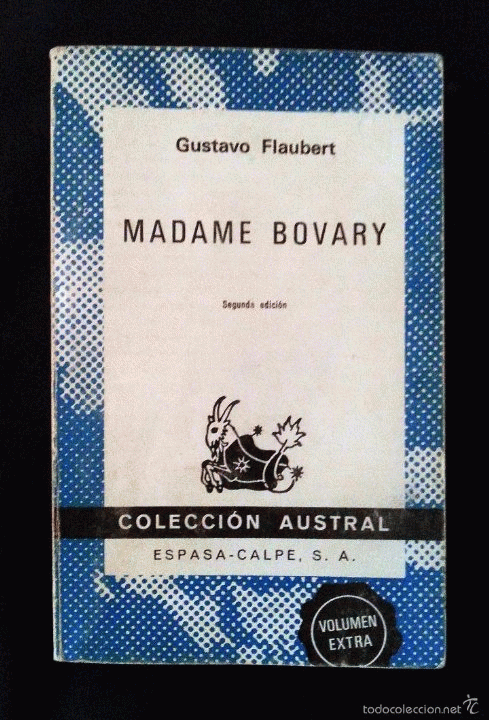 Gustavo Flaubert
MADAME BOVARY
Segunda edición
COLECCIÓN AUSTRAL
ESPASA-CALPE, S. A.
VOLUMEN
EXTRA
todocoleccion.net